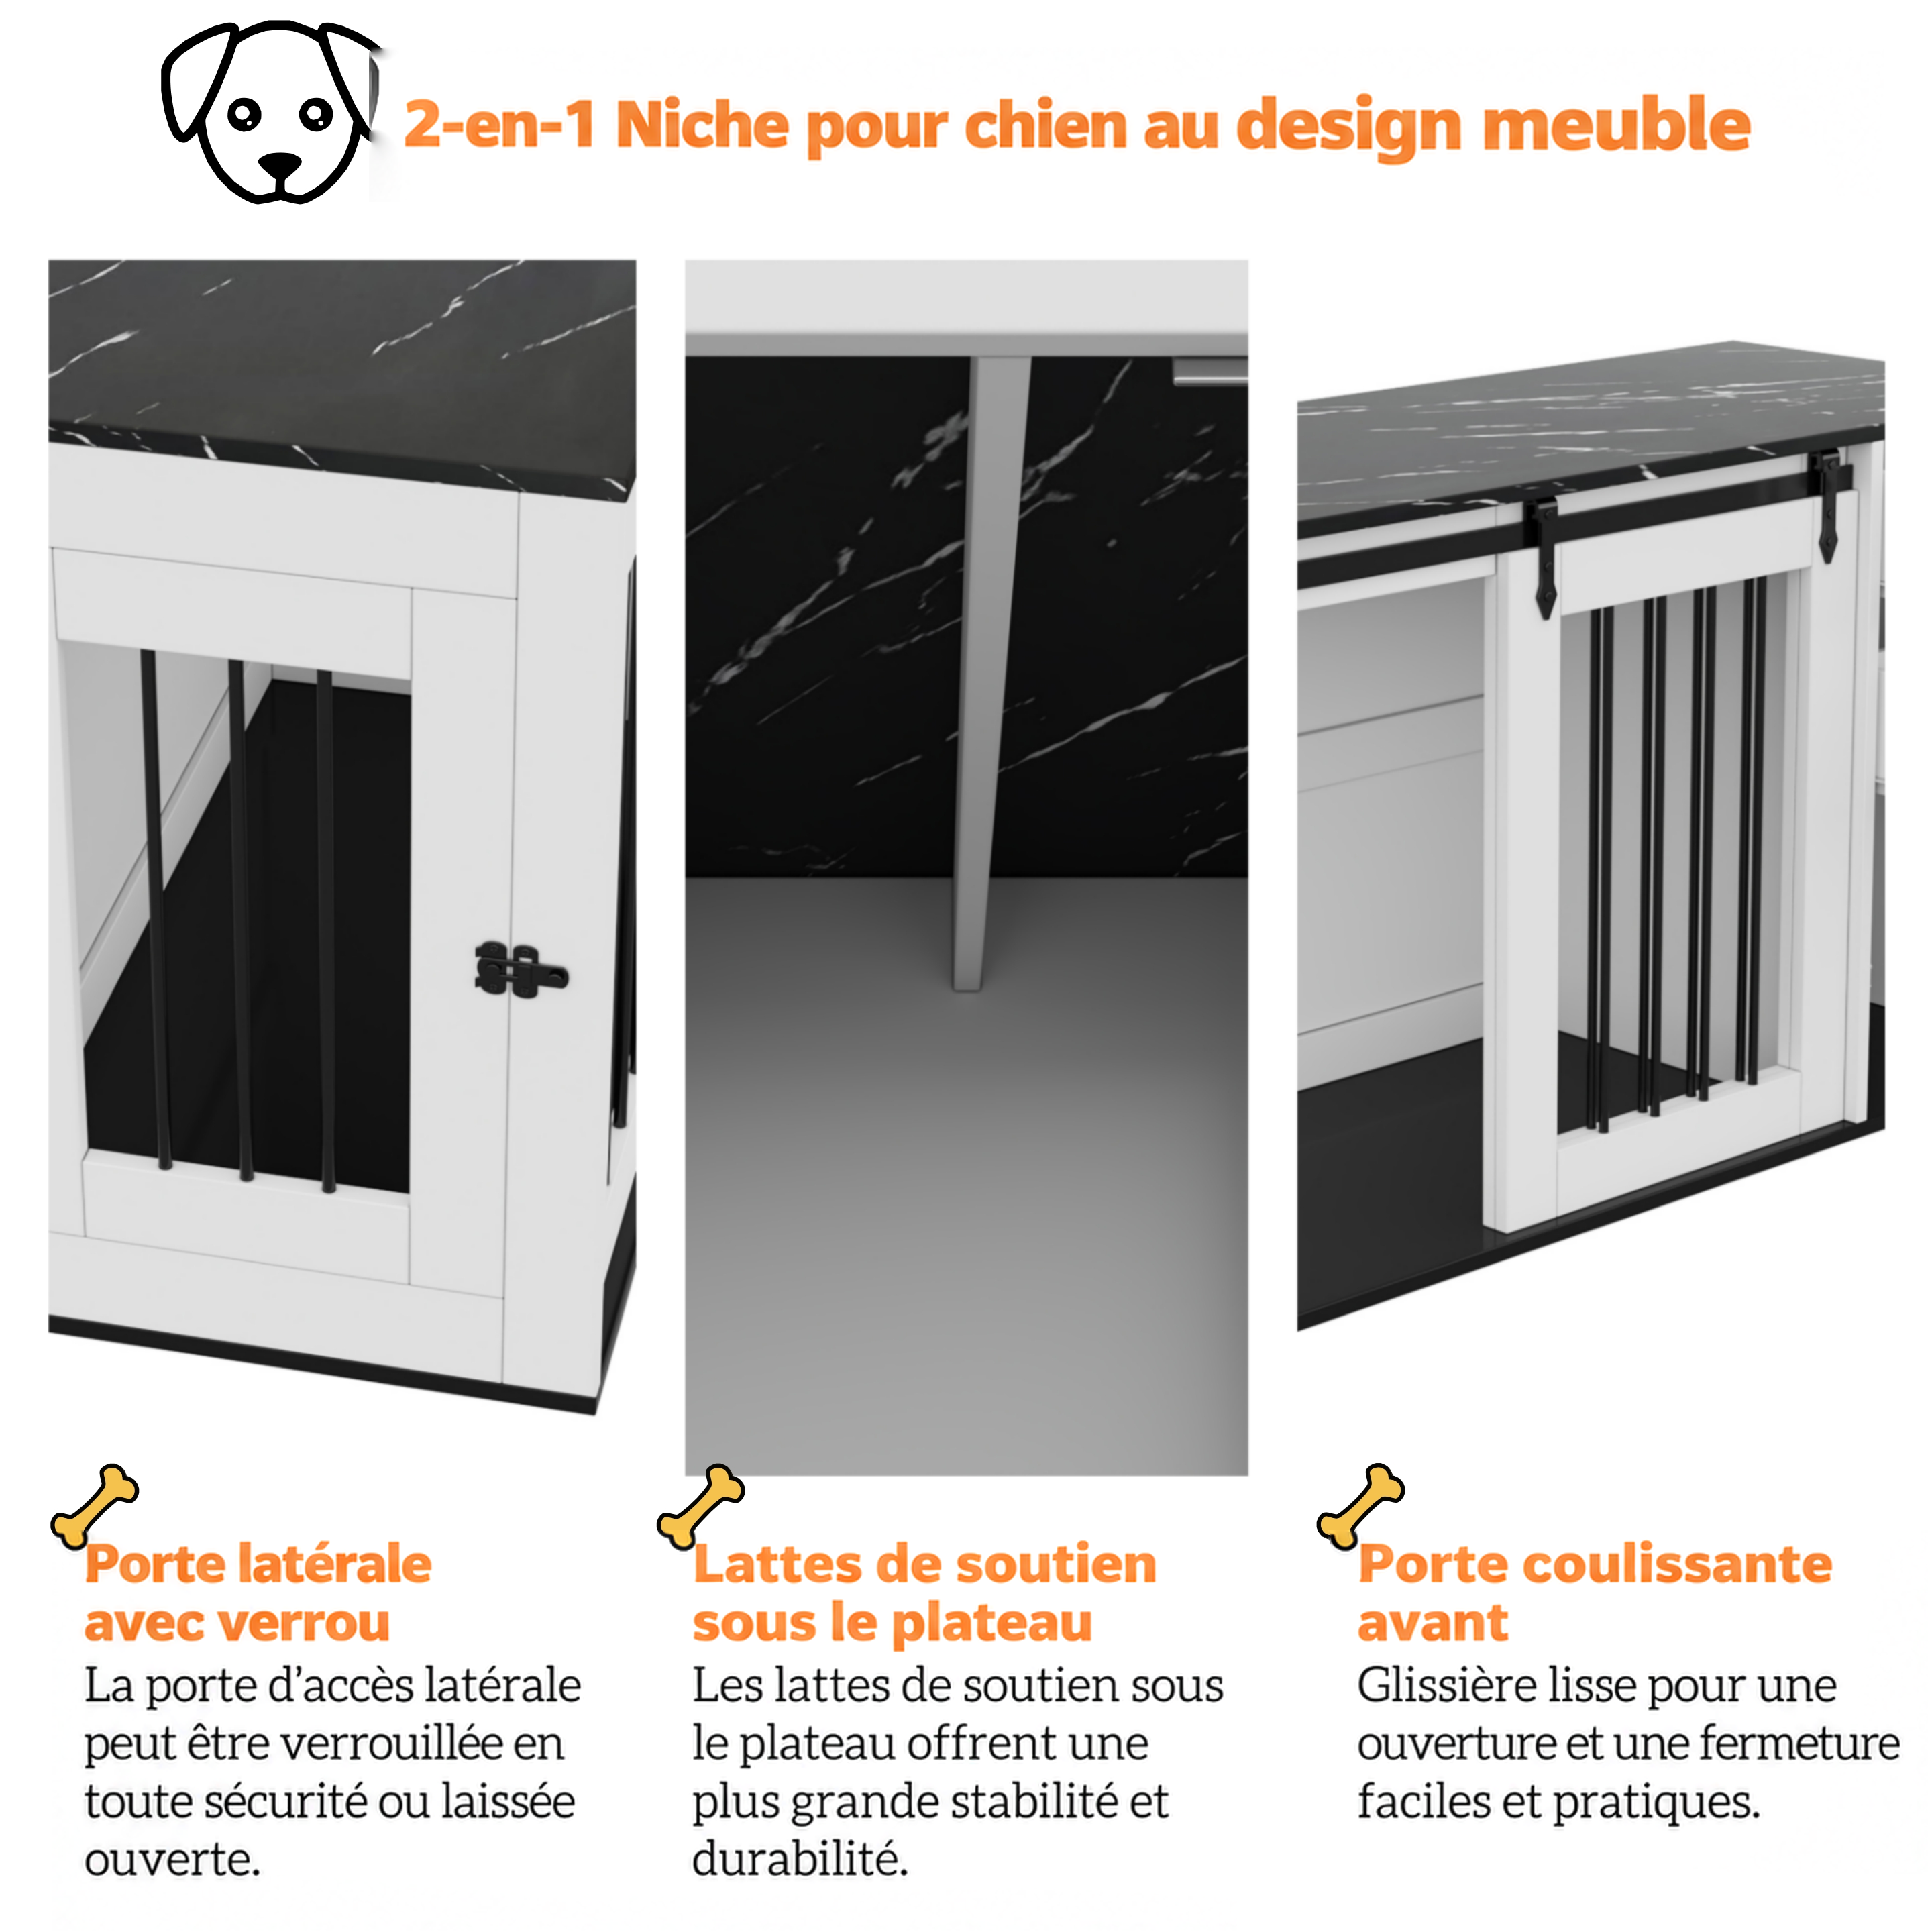 2-en-1 Niche pour chien au design meuble
Porte latérale
avec verrou
La porte d’accès latérale
peut être verrouillée en
toute sécurité ou laissée
ouverte.
Lattes de soutien
sous le plateau
Les lattes de soutien sous
le plateau offrent une
plus grande stabilité et
durabilité.
Porte coulissante
avant
Glissière lisse pour une
ouverture et une fermeture
faciles et pratiques.